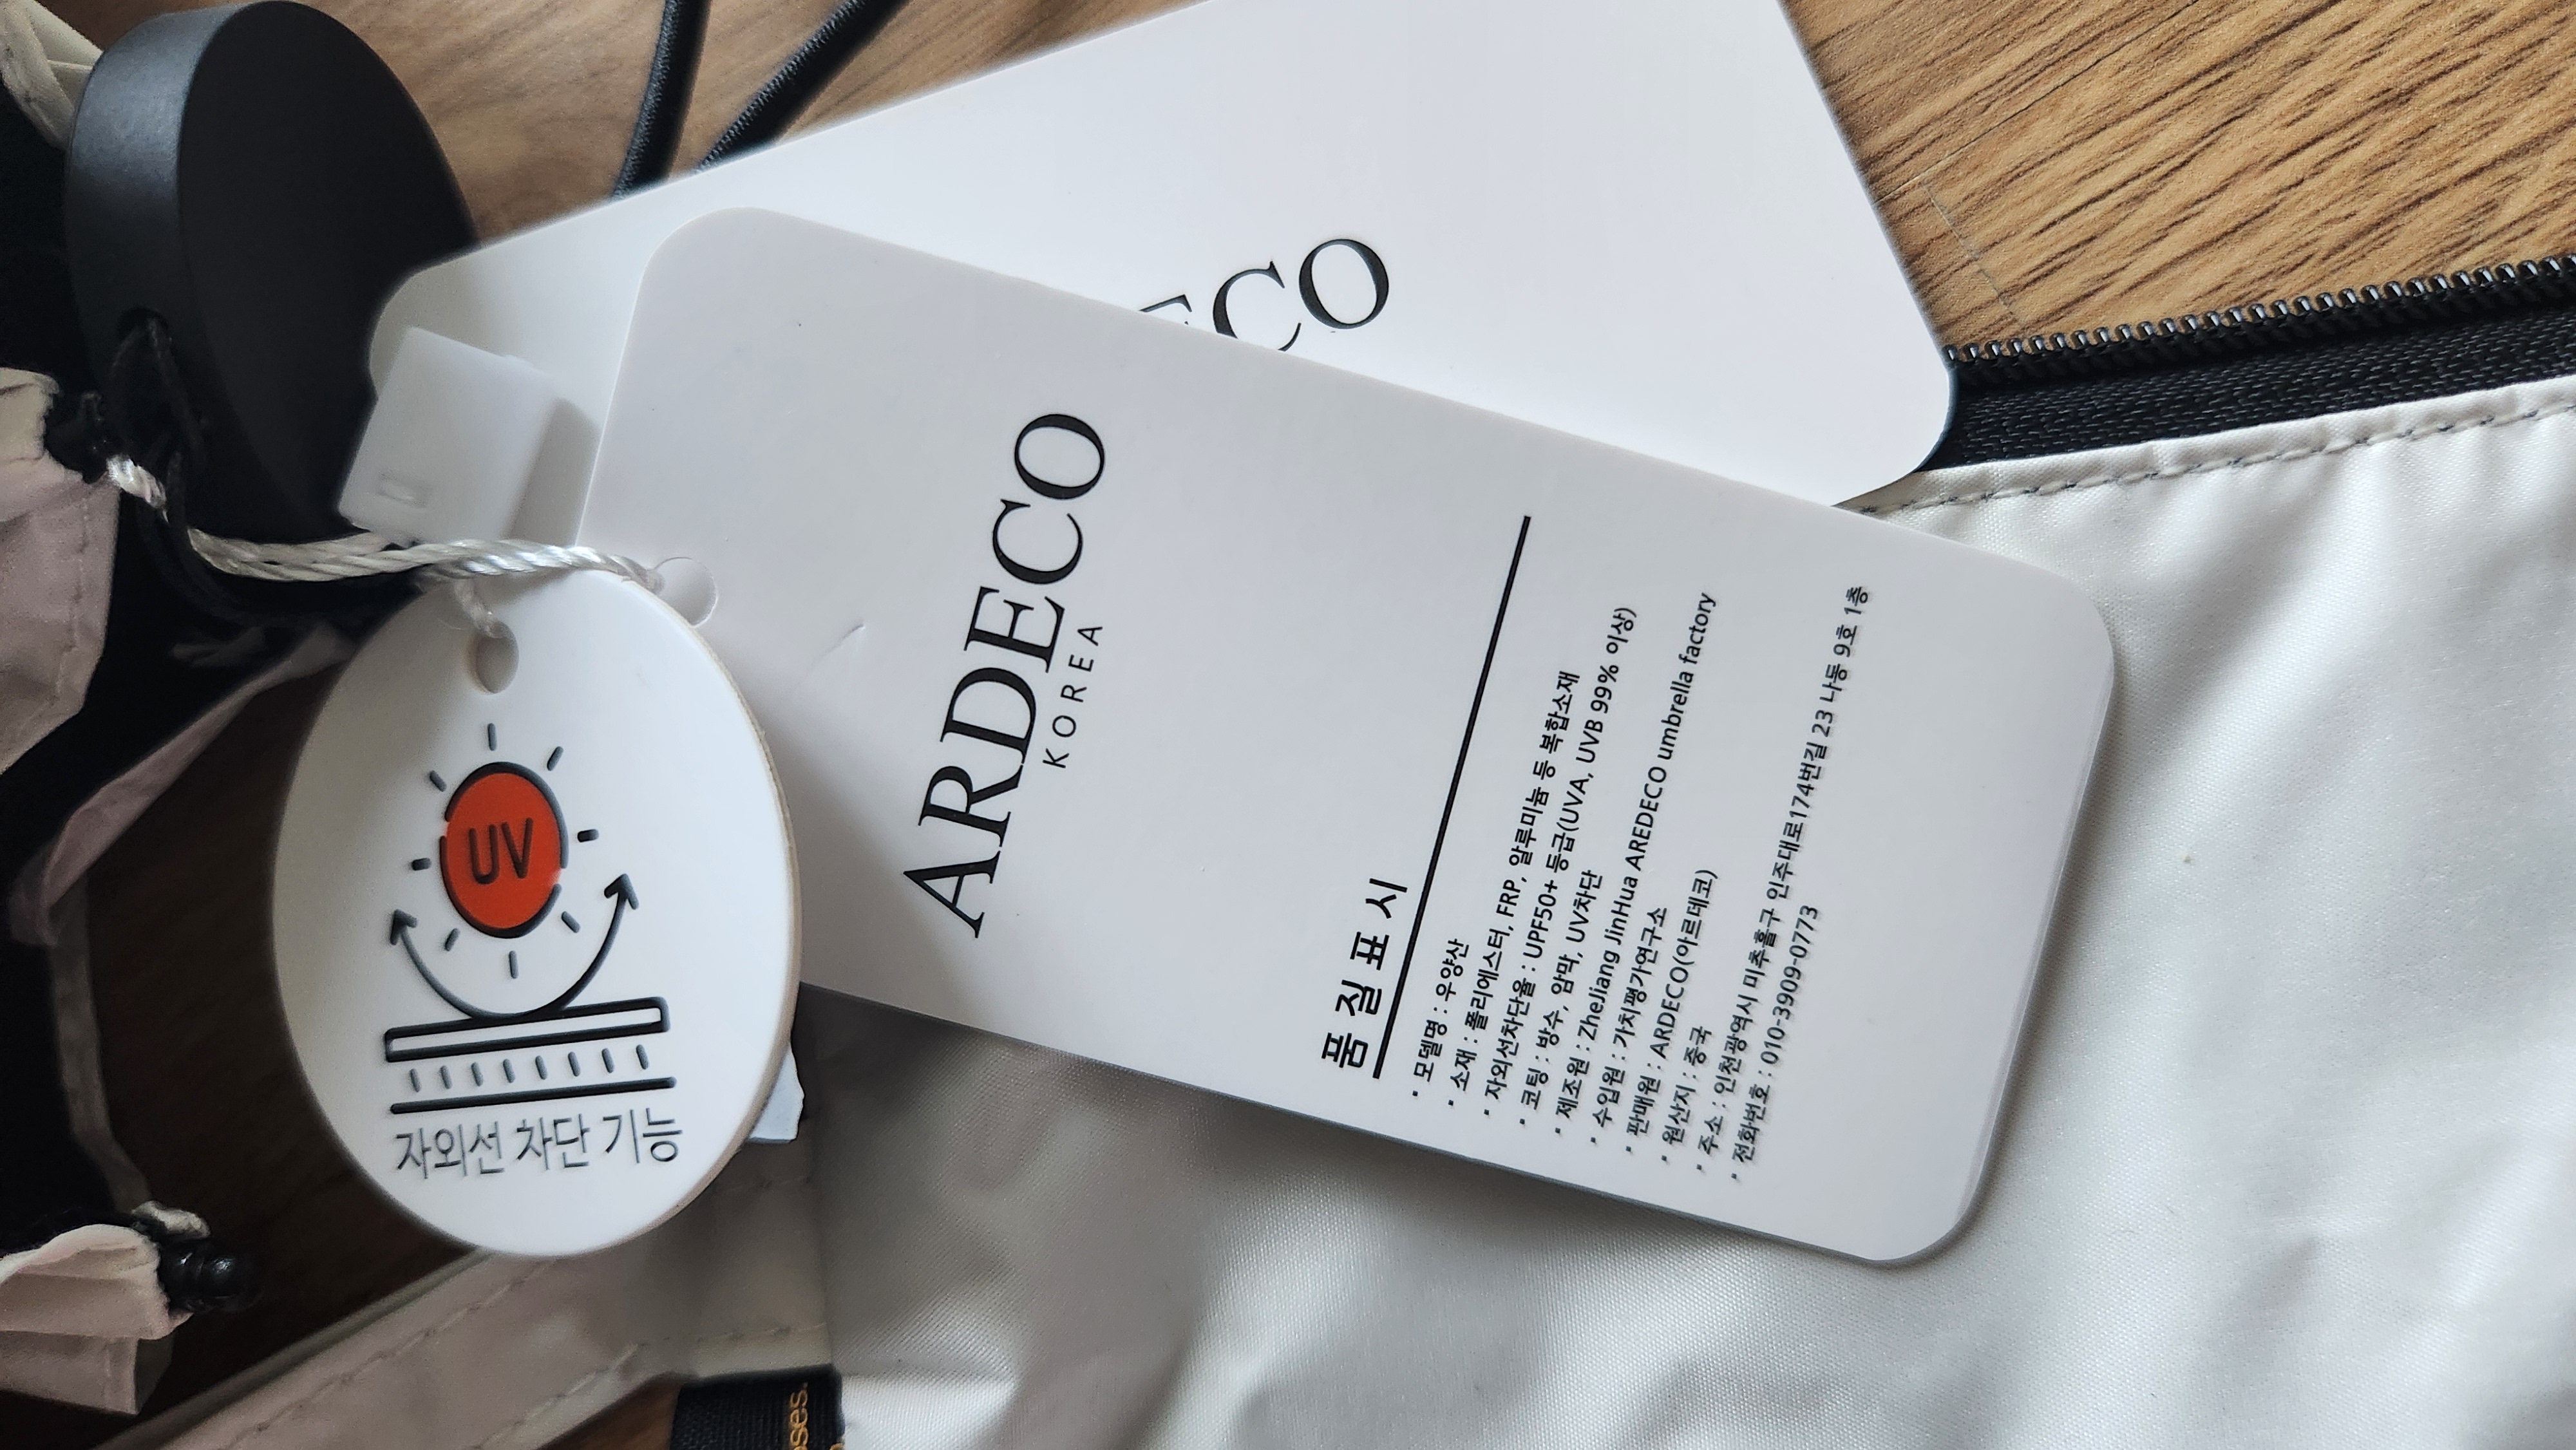 ECO
ARDECO
KOREA
품질표시
· 모델명 : 우양산
· 소재 : 폴리에스터, FRP, 알루미늄 등 복합소재
· 자외선차단율 : UPF50+ 등급(UVA, UVB 99% 이상)
· 코팅 : 방수, 암막, UV차단
· 제조원 : ZheJiang JinHua AREDECO umbrella factory
· 수입원 : 가치평가연구소
· 판매원 : ARDECO(아르데코)
· 원산지 : 중국
· 주소 : 인천광역시 미추홀구 인주대로174번길 23 나동 9호 1층
· 전화번호 : 010-3909-0773
UV
자외선 차단 기능